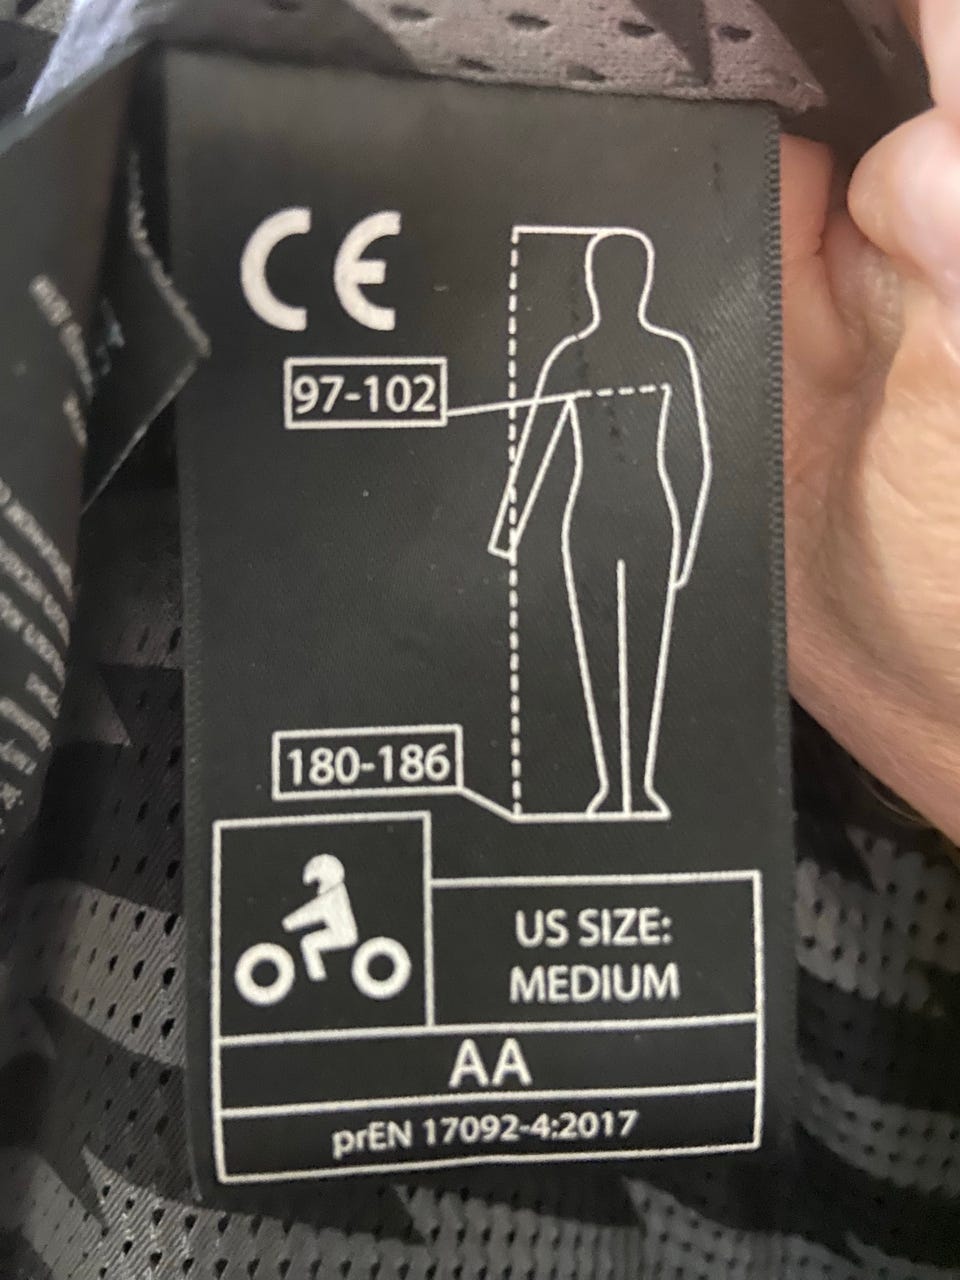 CE
97-102
180-186
US SIZE:
MEDIUM
AA
prEN 17092-4:2017